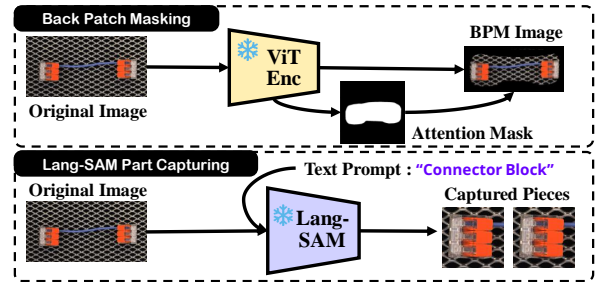 Back Patch Masking
Original Image
ViT
Enc
BPM Image
Attention Mask
Lang-SAM Part Capturing
Original Image
Text Prompt : “Connector Block”
Lang-
SAM
Captured Pieces